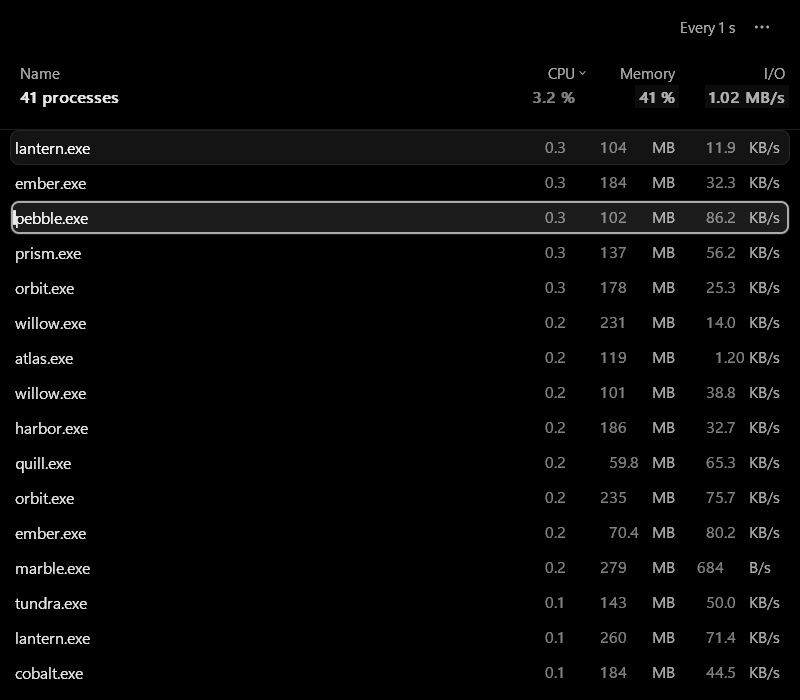 Every 1 s ...
Name CPU Memory I/O
41 processes 3.2 % 41 % 1.02 MB/s
lantern.exe 0.3 104 MB 11.9 KB/s
ember.exe 0.3 184 MB 32.3 KB/s
pebble.exe 0.3 102 MB 86.2 KB/s
prism.exe 0.3 137 MB 56.2 KB/s
orbit.exe 0.3 178 MB 25.3 KB/s
willow.exe 0.2 231 MB 14.0 KB/s
atlas.exe 0.2 119 MB 1.20 KB/s
willow.exe 0.2 101 MB 38.8 KB/s
harbor.exe 0.2 186 MB 32.7 KB/s
quill.exe 0.2 59.8 MB 65.3 KB/s
orbit.exe 0.2 235 MB 75.7 KB/s
ember.exe 0.2 70.4 MB 80.2 KB/s
marble.exe 0.2 279 MB 684 B/s
tundra.exe 0.1 143 MB 50.0 KB/s
lantern.exe 0.1 260 MB 71.4 KB/s
cobalt.exe 0.1 184 MB 44.5 KB/s